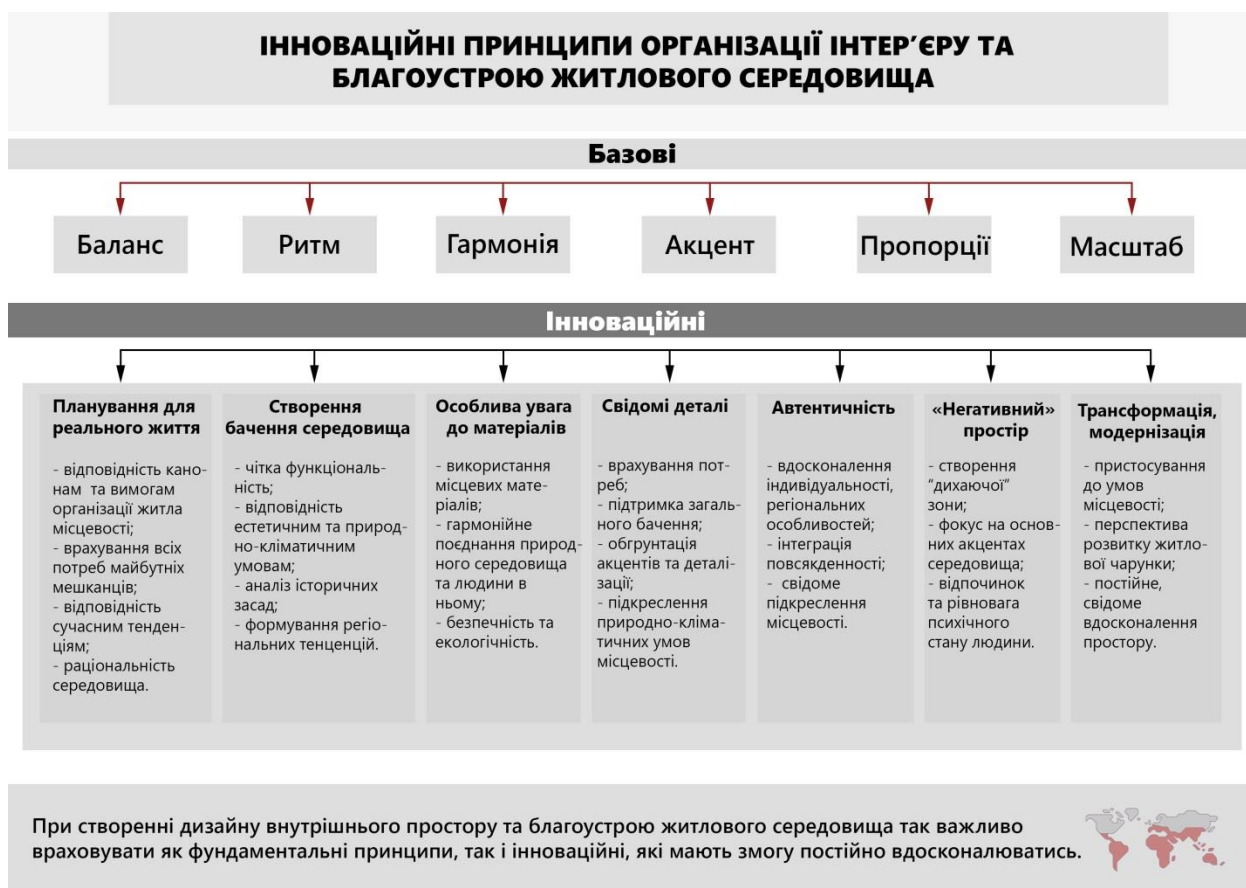 ІННОВАЦІЙНІ ПРИНЦИПИ ОРГАНІЗАЦІЇ ІНТЕР’ЄРУ ТА
БЛАГОУСТРОЮ ЖИТЛОВОГО СЕРЕДОВИЩА
Базові
Баланс
Ритм
Гармонія
Акцент
Пропорції
Масштаб
Інноваційні
Планування для
реального життя
- відповідність кано-
нам та вимогам
організації житла
місцевості;
- врахування всіх
потреб майбутніх
мешканців;
- відповідність
сучасним тенден-
ціям;
- раціональність
середовища.
Створення
бачення середовища
- чітка функціональ-
ність;
- відповідність
естетичним та природ-
но-кліматичним
умовам;
- аналіз історичних
засад;
- формування регіо-
нальних тенценцій.
Особлива увага
до матеріалів
- використання
місцевих мате-
ріалів;
- гармонійне
поєднання природ-
ного середовища
та людини в
ньому;
- безпечність та
екологічність.
Свідомі деталі
- врахування пот-
реб;
- підтримка загаль-
ного бачення;
- обгрунтація
акцентів та деталі-
зації;
- підкреслення
природно-кліма-
тичних умов
місцевості.
Автентичність
- вдосконалення
індивідуальності,
регіональних
особливостей;
- інтеграція
повсякденності;
- свідоме
підкреслення
місцевості.
«Негативний»
простір
- створення
“дихаючої”
зони;
- фокус на основ-
них акцентах
середовища;
- відпочинок
та рівновага
психічного
стану людини.
Трансформація,
модернізація
- пристосування
до умов
місцевості;
- перспектива
розвитку житло-
вої чарунки;
- постійне,
свідоме
вдосконалення
простору.
При створенні дизайну внутрішнього простору та благоустрою житлового середовища так важливо
враховувати як фундаментальні принципи, так і інноваційні, які мають змогу постійно вдосконалюватись.